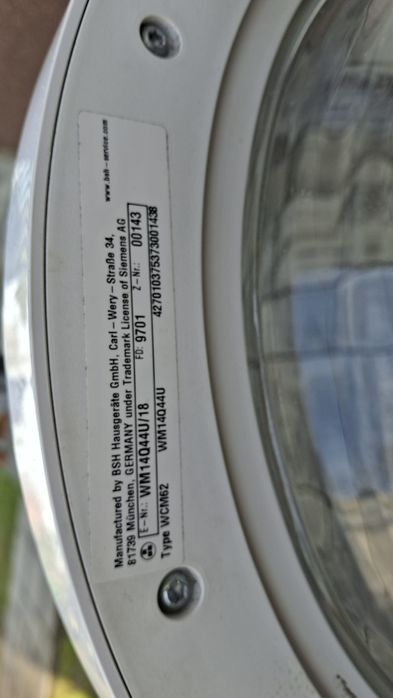 www.bsh-service.com
Manufactured by BSH Hausgeräte GmbH, Carl-Wery-Straße 34,
81739 München, GERMANY under Trademark License of Siemens AG
E-Nr.: WM14Q44U/18 FD: 9701 Z-Nr.: 00143
Type WCM62 WM14Q44U 427010375373001438